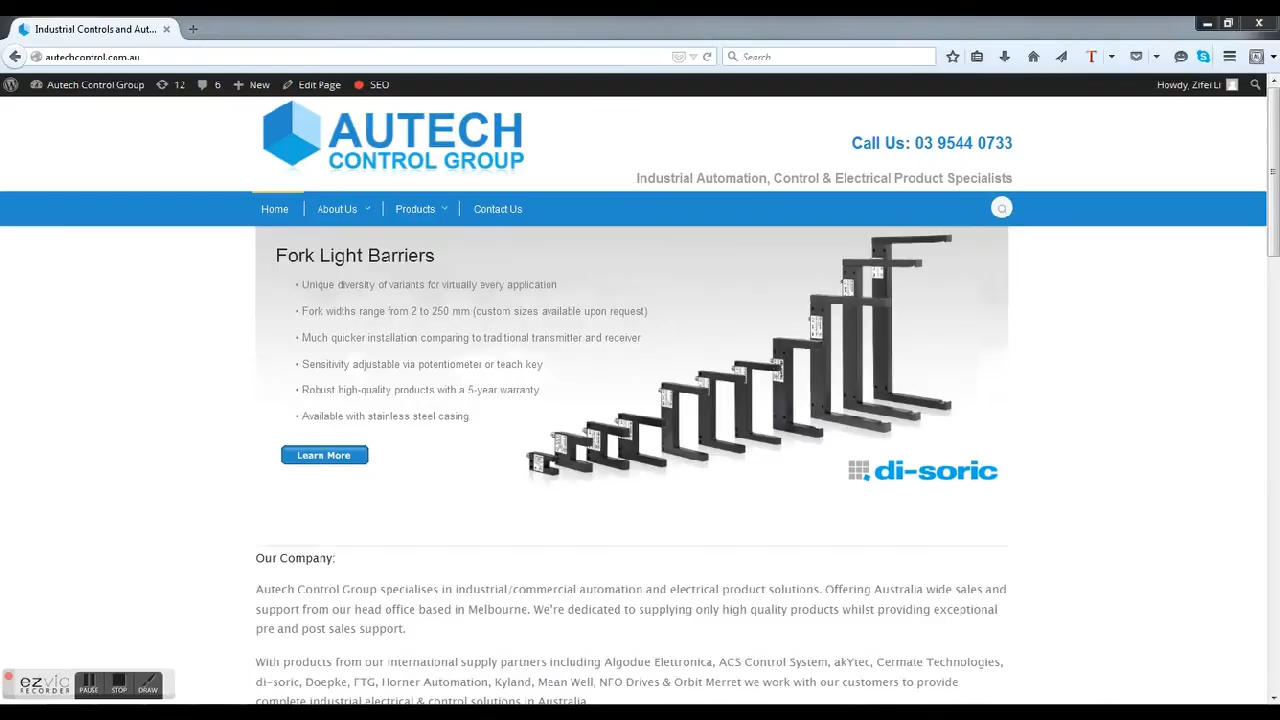 Industrial Controls and Aut...
autechcontrol.com.au
Search
Autech Control Group 12 6 New Edit Page SEO
Howdy, Zifei Li
AUTECH
CONTROL GROUP
Call Us: 03 9544 0733
Industrial Automation, Control & Electrical Product Specialists
Home About Us Products Contact Us
Fork Light Barriers
• Unique diversity of variants for virtually every application
• Fork widths range from 2 to 250 mm (custom sizes available upon request)
• Much quicker installation comparing to traditional transmitter and receiver
• Sensitivity adjustable via potentiometer or teach key
• Robust high-quality products with a 5-year warranty
• Available with stainless steel casing
Learn More
di-soric
Our Company:
Autech Control Group specialises in industrial/commercial automation and electrical product solutions. Offering Australia wide sales and
support from our head office based in Melbourne. We're dedicated to supplying only high quality products whilst providing exceptional
pre and post sales support.
With products from our international supply partners including Algodue Elettronica, ACS Control System, akYtec, Cermate Technologies,
di-soric, Doepke, FTG, Horner Automation, Kyland, Mean Well, NFO Drives & Orbit Merret we work with our customers to provide
complete industrial electrical & control solutions in Australia.
ezvid
RECORDER
PAUSE STOP DRAW